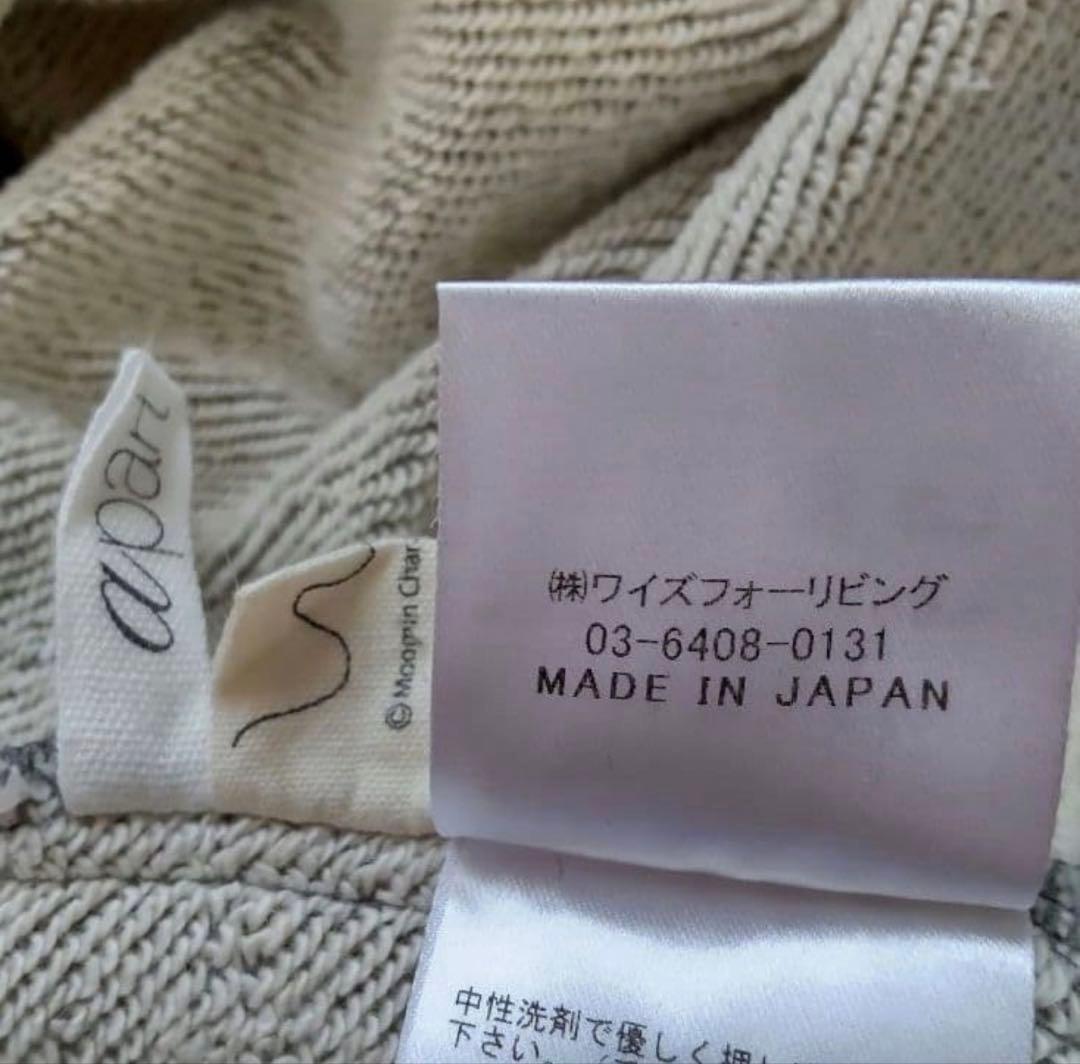 apart
© Moomin Char
㈱ワイズフォーリビング
03-6408-0131
MADE IN JAPAN
中性洗剤で優しく押し
下さい。